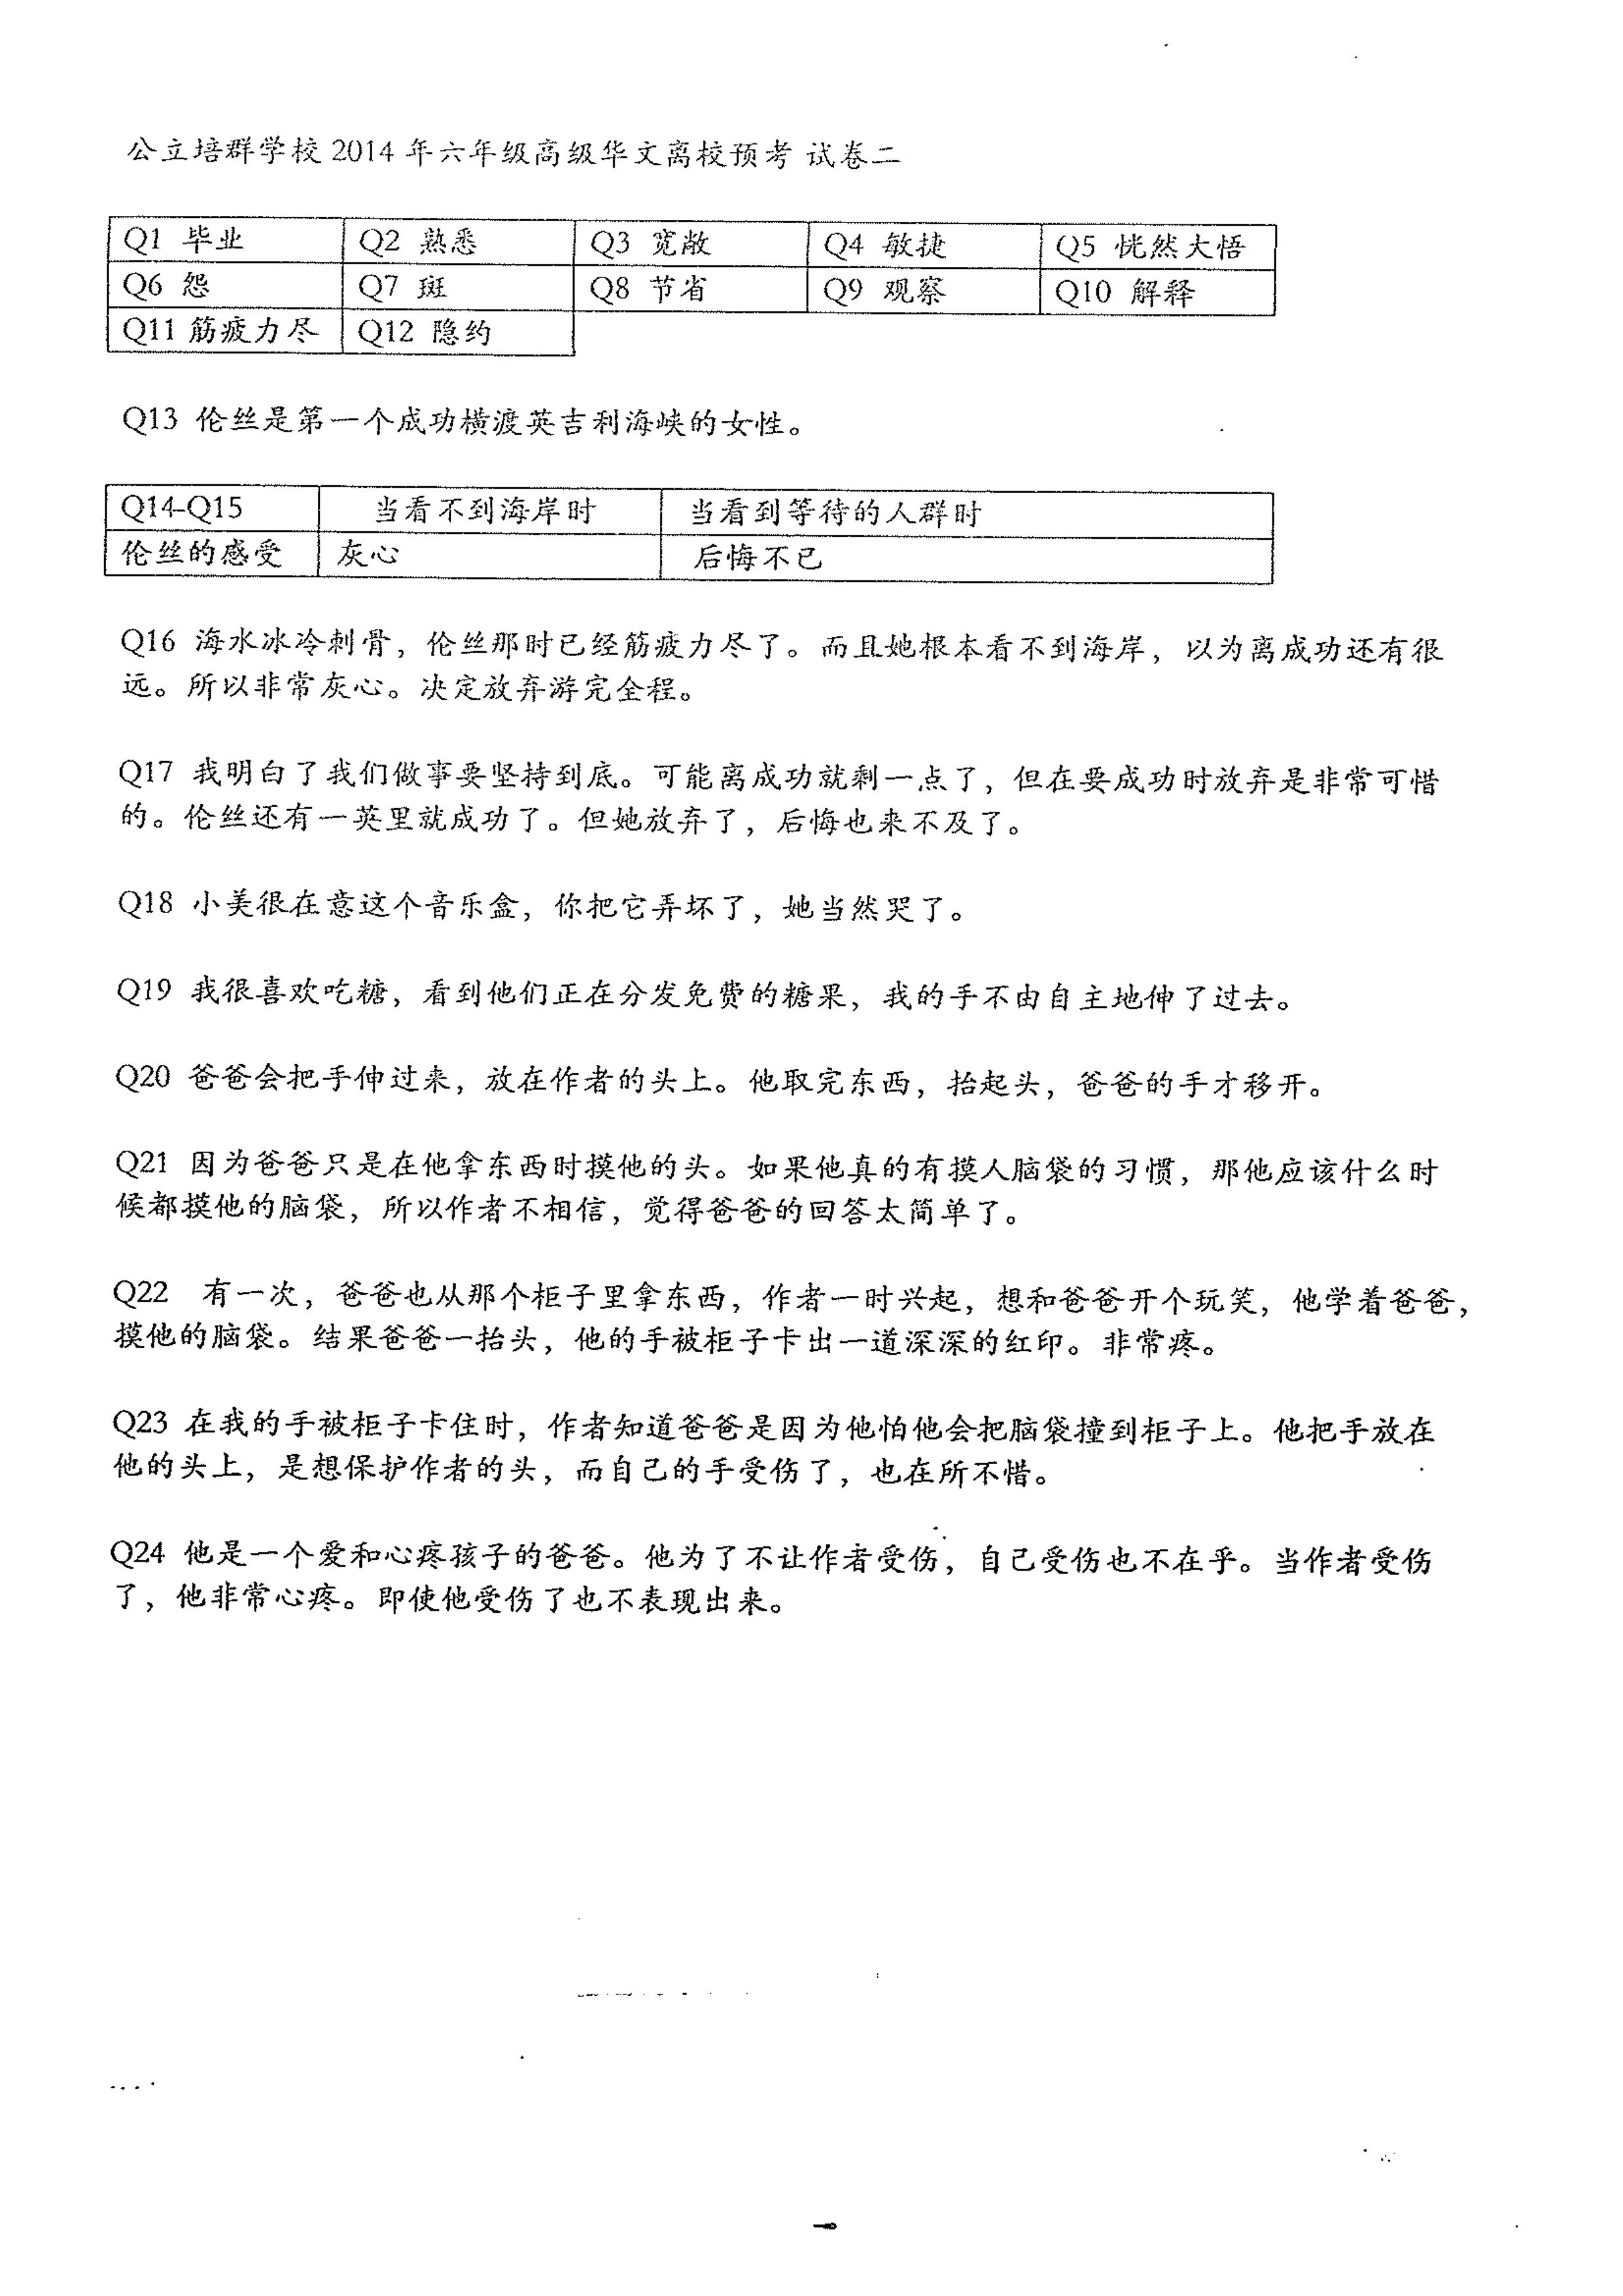 公立培群学校 2014 年六年级高级华文离校预考 试卷二
Q1 毕业 Q2 熟悉 Q3 宽敞 Q4 敏捷 Q5 恍然大悟
Q6 怨 Q7 斑 Q8 节省 Q9 观察 Q10 解释
Q11 筋疲力尽 Q12 隐约
Q13 伦丝是第一个成功横渡英吉利海峡的女性。
Q14-Q15 当看不到海岸时 当看到等待的人群时
伦丝的感受 灰心 后悔不已
Q16 海水冰冷刺骨，伦丝那时已经筋疲力尽了。而且她根本看不到海岸，以为离成功还有很
远。所以非常灰心。决定放弃游完全程。
Q17 我明白了我们做事要坚持到底。可能离成功就剩一点了，但在要成功时放弃是非常可惜
的。伦丝还有一英里就成功了。但她放弃了，后悔也来不及了。
Q18 小美很在意这个音乐盒，你把它弄坏了，她当然哭了。
Q19 我很喜欢吃糖，看到他们正在分发免费的糖果，我的手不由自主地伸了过去。
Q20 爸爸会把手伸过来，放在作者的头上。他取完东西，抬起头，爸爸的手才移开。
Q21 因为爸爸只是在他拿东西时摸他的头。如果他真的有摸人脑袋的习惯，那他应该什么时
候都摸他的脑袋，所以作者不相信，觉得爸爸的回答太简单了。
Q22 有一次，爸爸也从那个柜子里拿东西，作者一时兴起，想和爸爸开个玩笑，他学着爸爸，
摸他的脑袋。结果爸爸一抬头，他的手被柜子卡出一道深深的红印。非常疼。
Q23 在我的手被柜子卡住时，作者知道爸爸是因为他怕他会把脑袋撞到柜子上。他把手放在
他的头上，是想保护作者的头，而自己的手受伤了，也在所不惜。
Q24 他是一个爱和心疼孩子的爸爸。他为了不让作者受伤，自己受伤也不在乎。当作者受伤
了，他非常心疼。即使他受伤了也不表现出来。